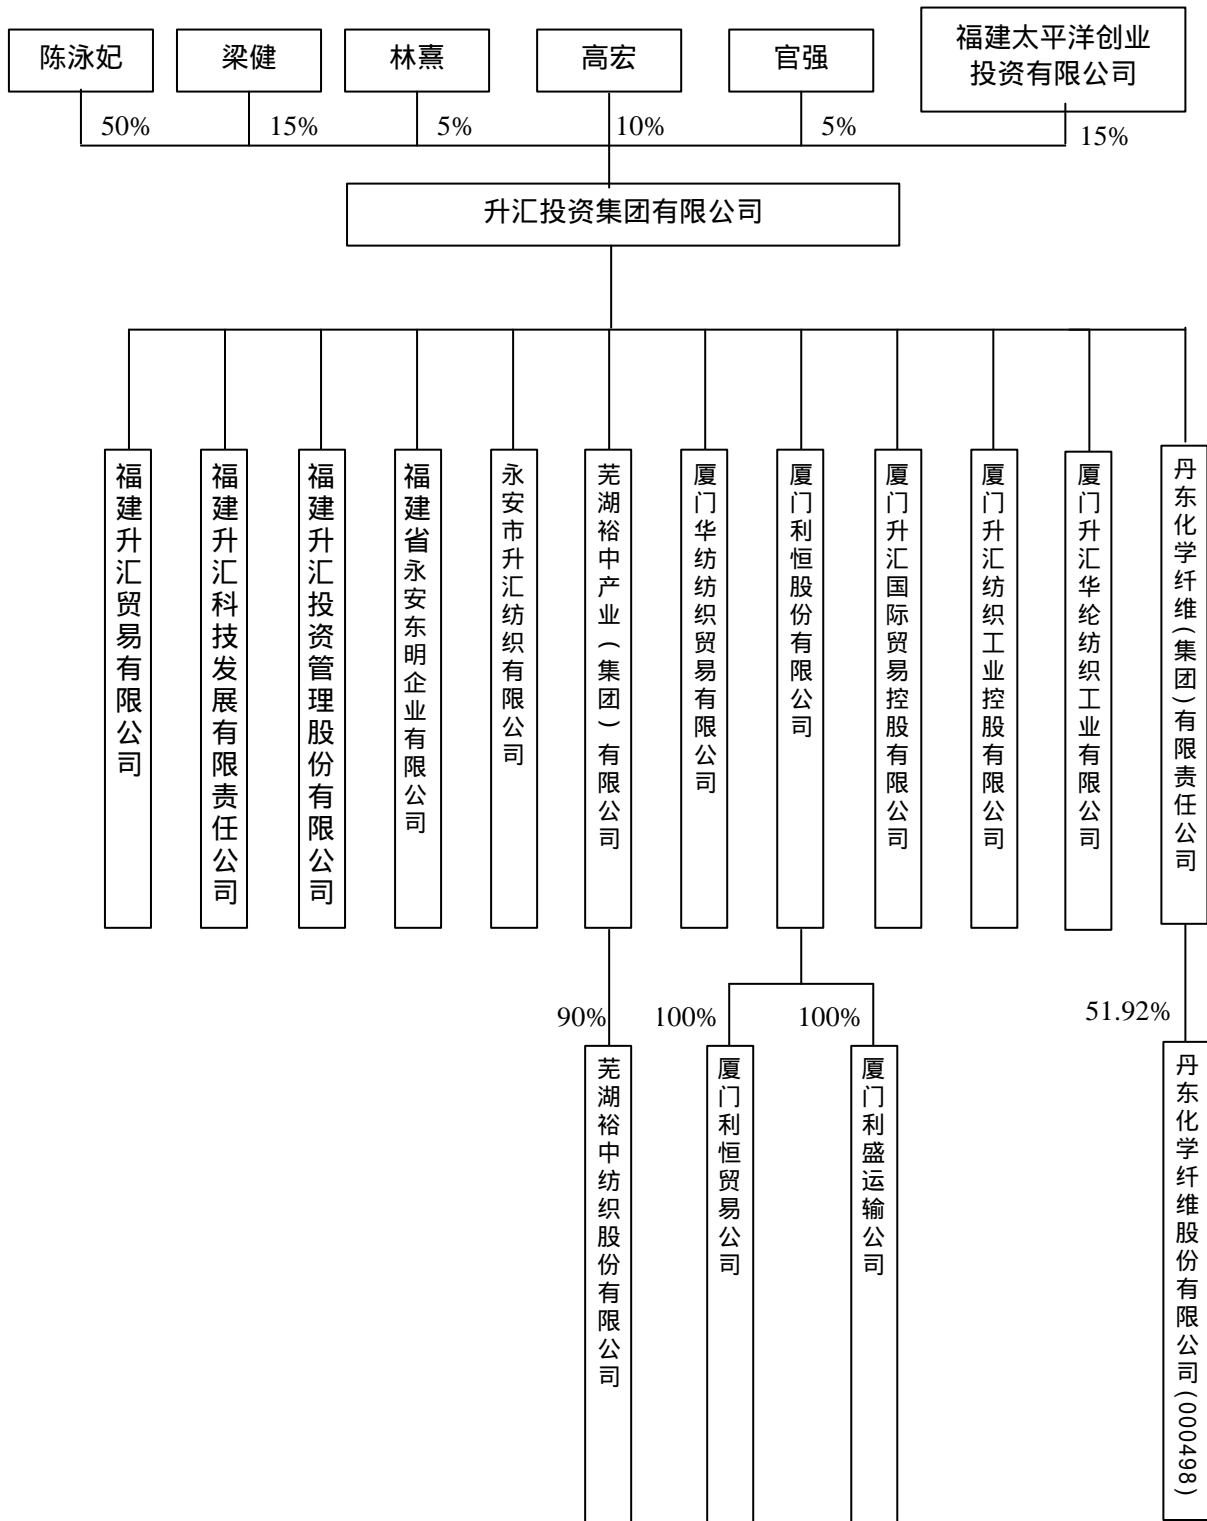 陈泳妃
梁健
林熹
高宏
官强
福建太平洋创业
投资有限公司
50%
15%
5%
10%
5%
15%
升汇投资集团有限公司
福建升汇贸易有限公司
福建升汇科技发展有限责任公司
福建升汇投资管理股份有限公司
福建省永安东明企业有限公司
永安市升汇纺织有限公司
芜湖裕中产业(集团)有限公司
厦门华纺纺织贸易有限公司
厦门利恒股份有限公司
厦门升汇国际贸易控股有限公司
厦门升汇纺织工业控股有限公司
厦门升汇华纶纺织工业有限公司
丹东化学纤维(集团)有限责任公司
90%
100%
100%
51.92%
芜湖裕中纺织股份有限公司
厦门利恒贸易公司
厦门利盛运输公司
丹东化学纤维股份有限公司(000498)